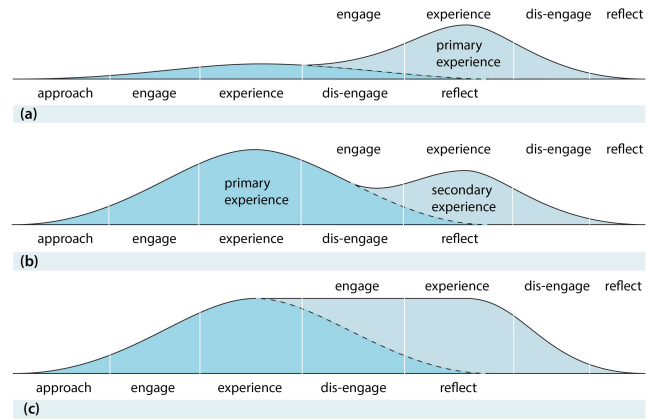 engage experience dis-engage reflect
primary
experience
approach engage experience dis-engage reflect
(a)
engage experience dis-engage reflect
primary
experience
secondary
experience
approach engage experience dis-engage reflect
(b)
engage experience dis-engage reflect
approach engage experience dis-engage reflect
(c)